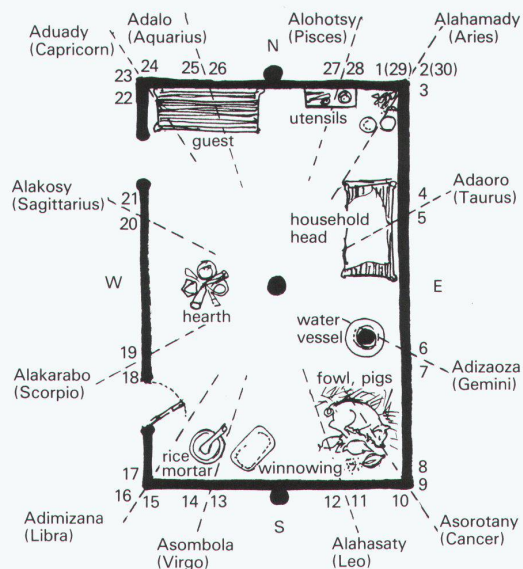 Adalo
(Aquarius)
Alohotsy
(Pisces)
Aduady
(Capricorn)
Alahamady
(Aries)
N
24
25 26
27 28
1(29)
2(30)
23
22
3
guest
utensils
Alakosy
(Sagittarius)
21
20
household
head
4
5
Adaoro
(Taurus)
W
E
hearth
water
vessel
19
18
6
7
Alakarabo
(Scorpio)
Adizaoza
(Gemini)
fowl, pigs
rice
mortar
winnowing
17
16
15
14 13
12 11
10
8
9
S
Adimizana
(Libra)
Asombola
(Virgo)
Alahasaty
(Leo)
Asorotany
(Cancer)